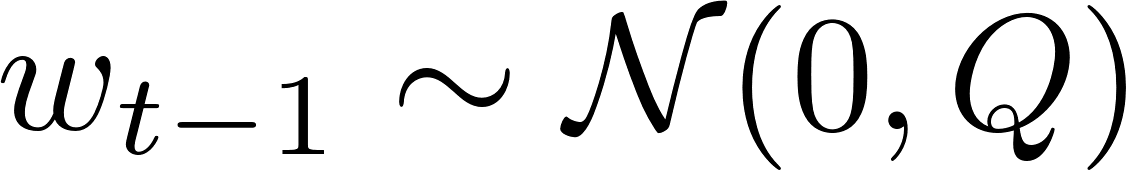 w_{t-1} ∼ 𝒩(0, Q)